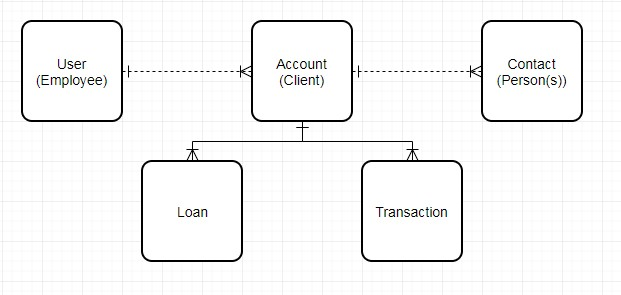 User
(Employee)
Account
(Client)
Contact
(Person(s))
Loan
Transaction